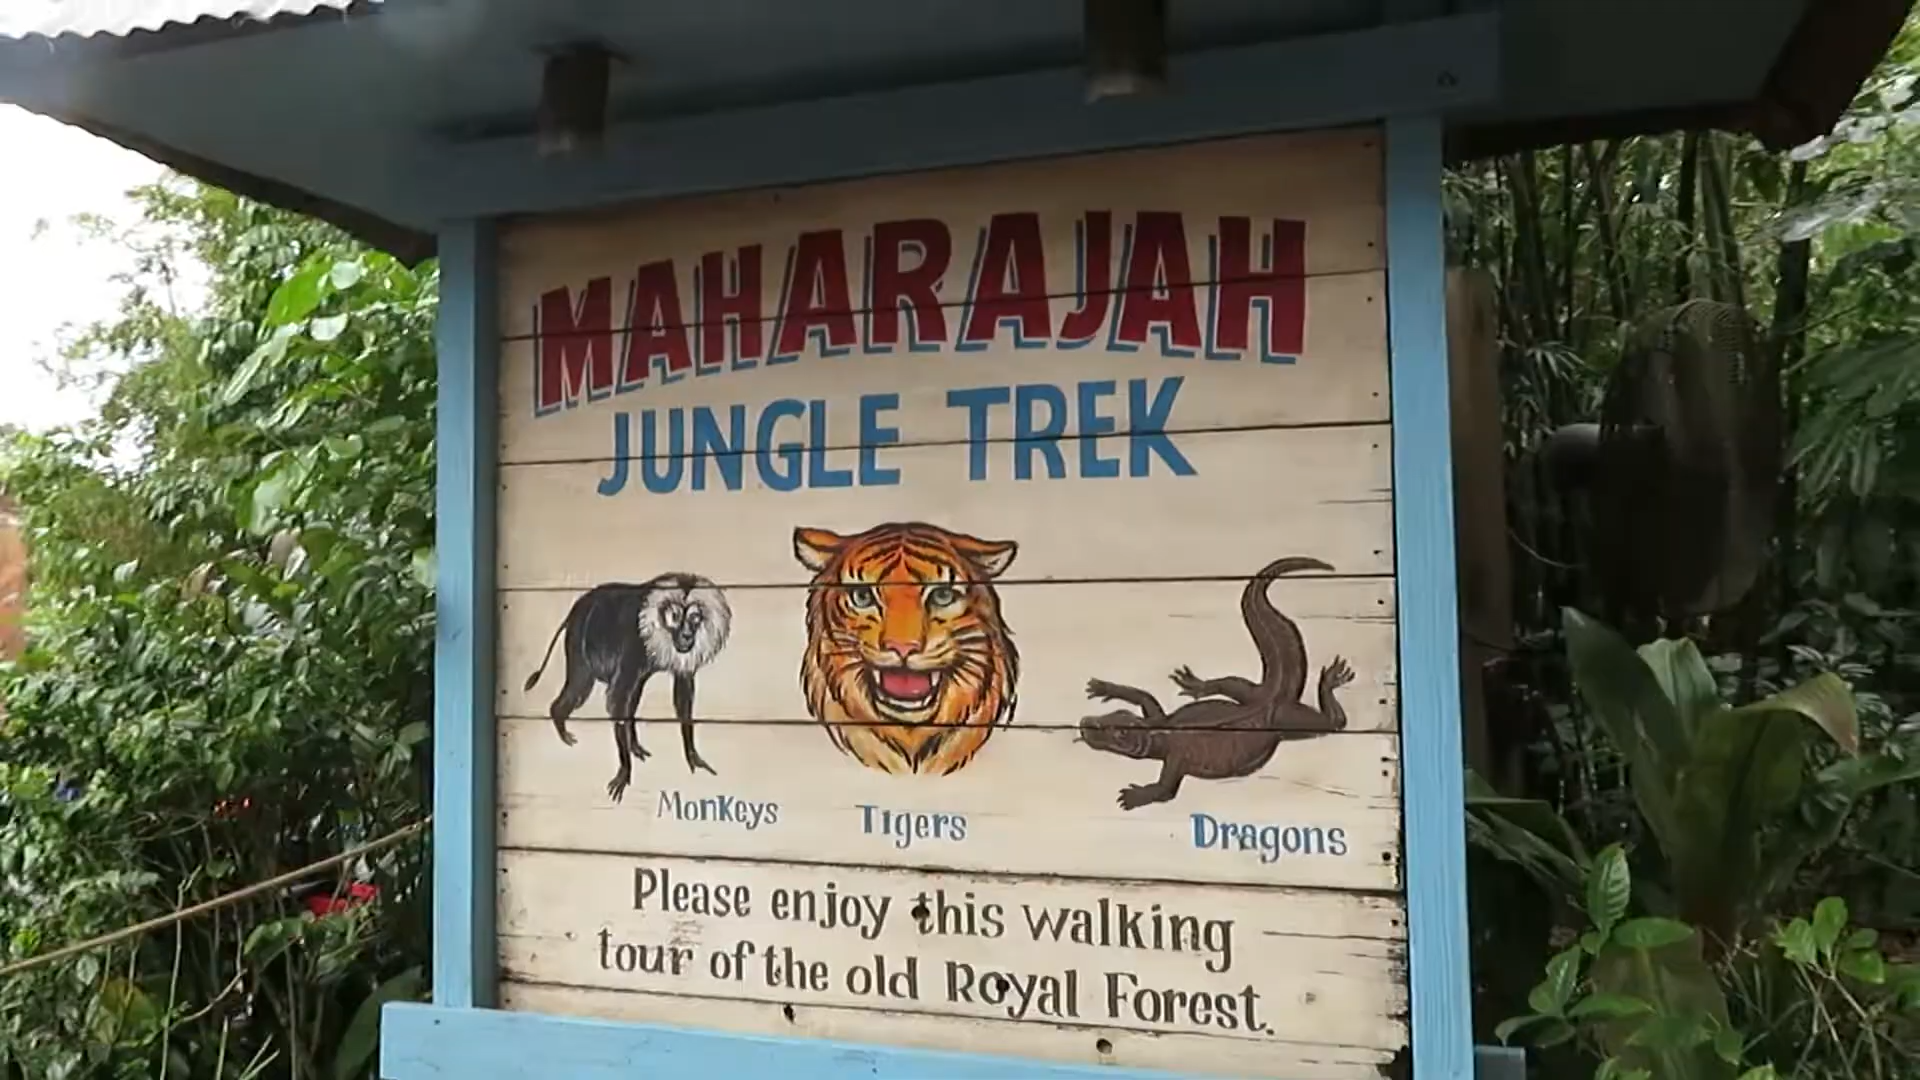 MAHARAJAH
JUNGLE TREK
Monkeys Tigers Dragons
Please enjoy this walking
tour of the old Royal Forest.